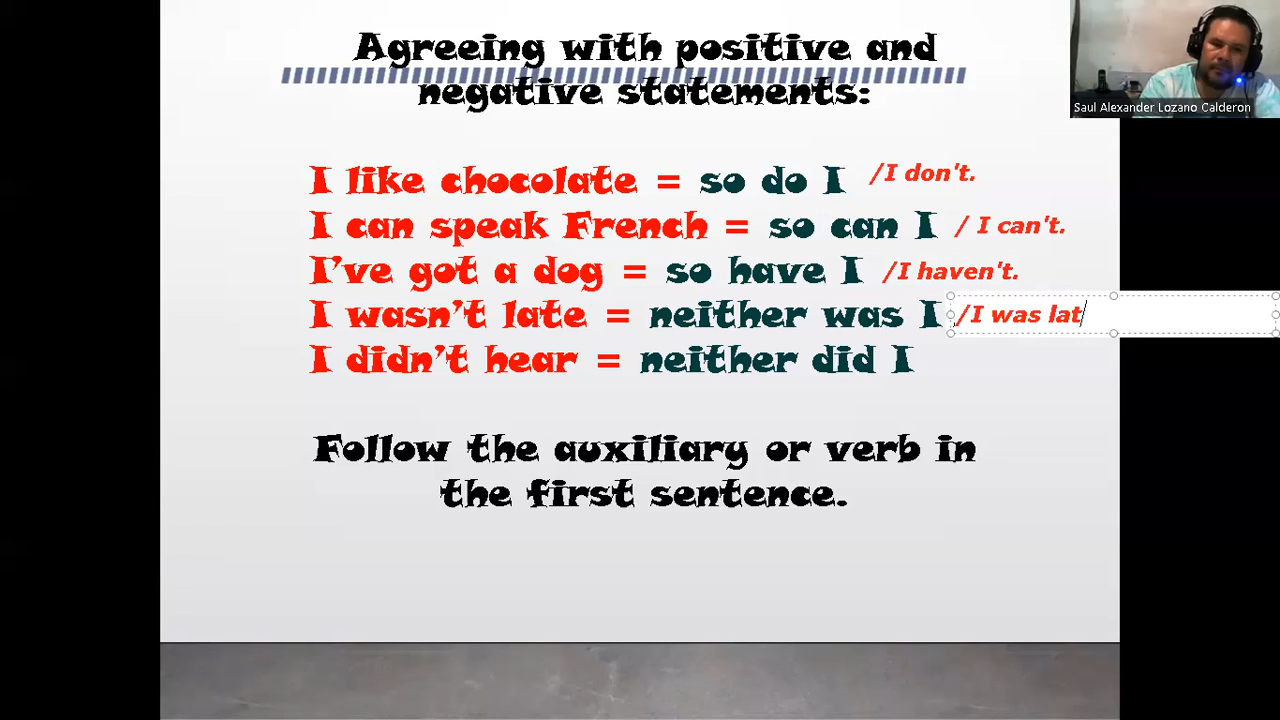 Agreeing with positive and
negative statements:
Saul Alexander Lozano Calderon
I like chocolate = so do I /I don't.
I can speak French = so can I / I can't.
I've got a dog = so have I /I haven't.
I wasn't late = neither was I /I was lat
I didn't hear = neither did I
Follow the auxiliary or verb in
the first sentence.